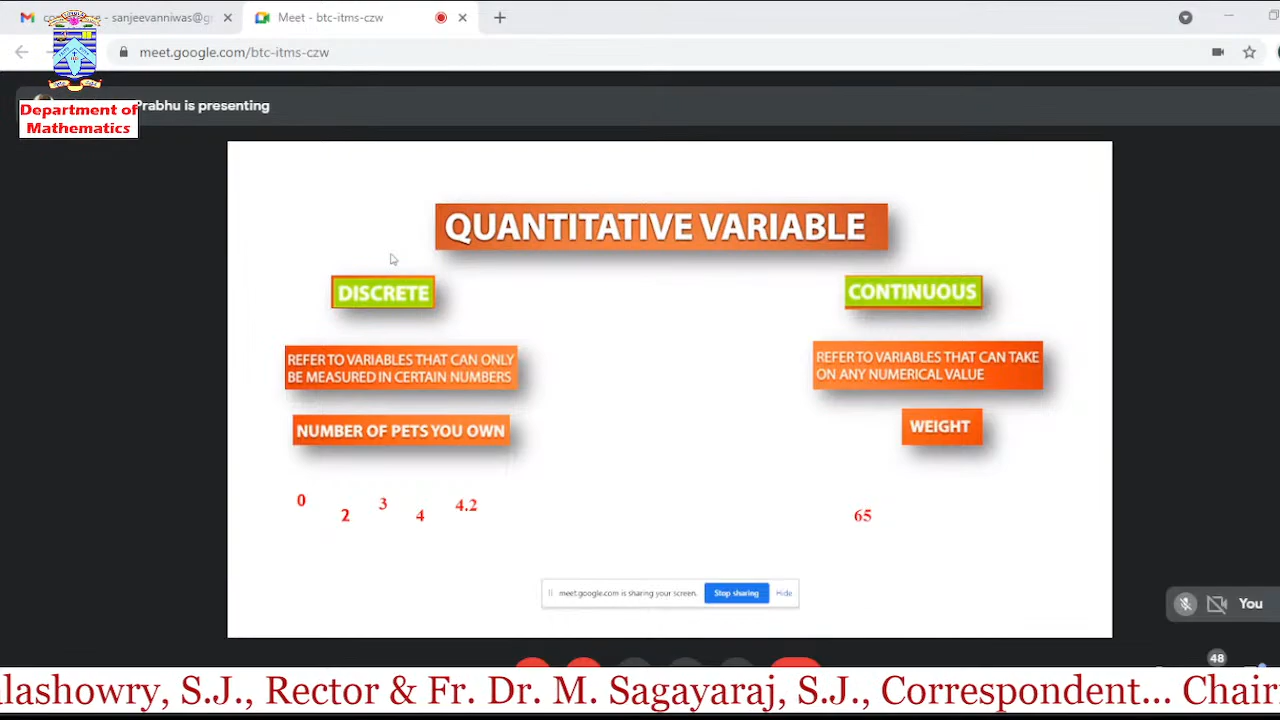 sanjeevanniwas@g
Meet - btc-itms-czw
meet.google.com/btc-itms-czw
Department of
Mathematics
Prabhu is presenting
QUANTITATIVE VARIABLE
DISCRETE
CONTINUOUS
REFER TO VARIABLES THAT CAN ONLY
BE MEASURED IN CERTAIN NUMBERS
REFER TO VARIABLES THAT CAN TAKE
ON ANY NUMERICAL VALUE
NUMBER OF PETS YOU OWN
WEIGHT
0
2
3
4
4.2
65
meet.google.com is sharing your screen.
Stop sharing
Hide
You
48
lashowry, S.J., Rector & Fr. Dr. M. Sagayaraj, S.J., Correspondent... Chair